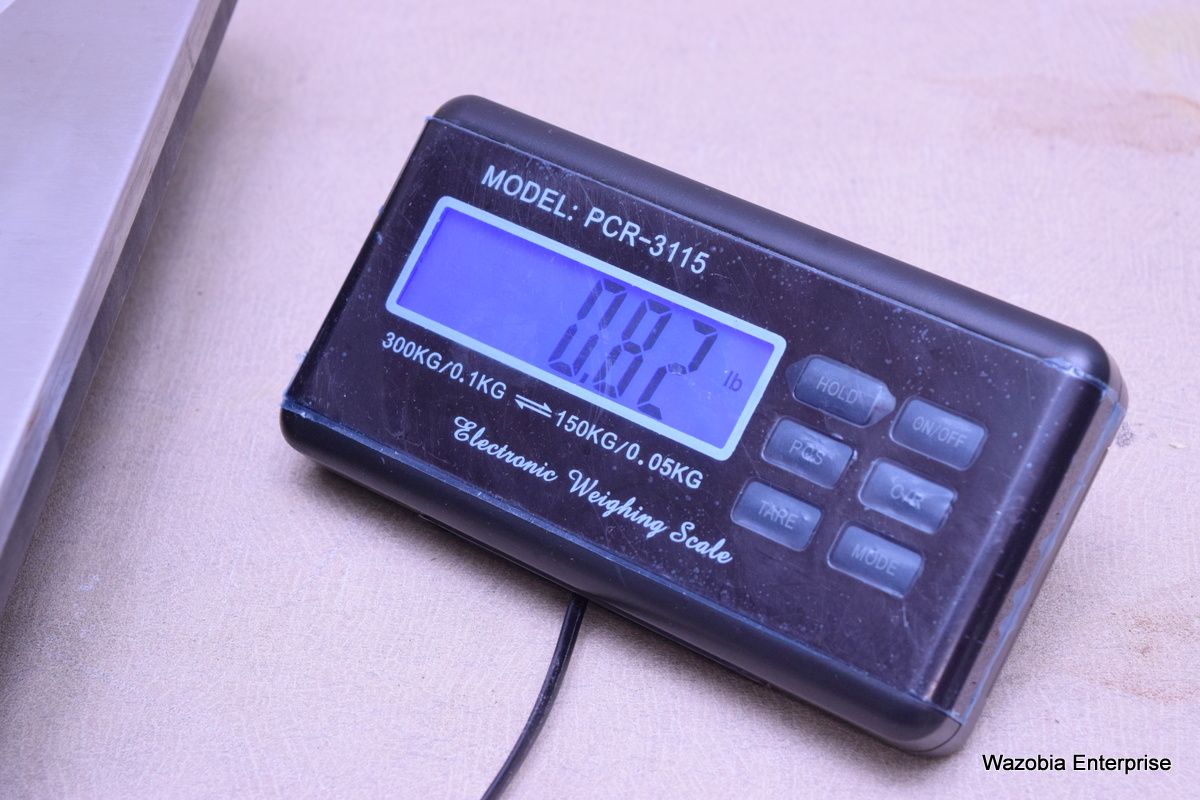 MODEL: PCR-3115
0.82 lb
300KG/0.1KG ⇌ 150KG/0.05KG
Electronic Weighing Scale
HOLD
ON/OFF
PCS
TARE
MODE
Wazobia Enterprise